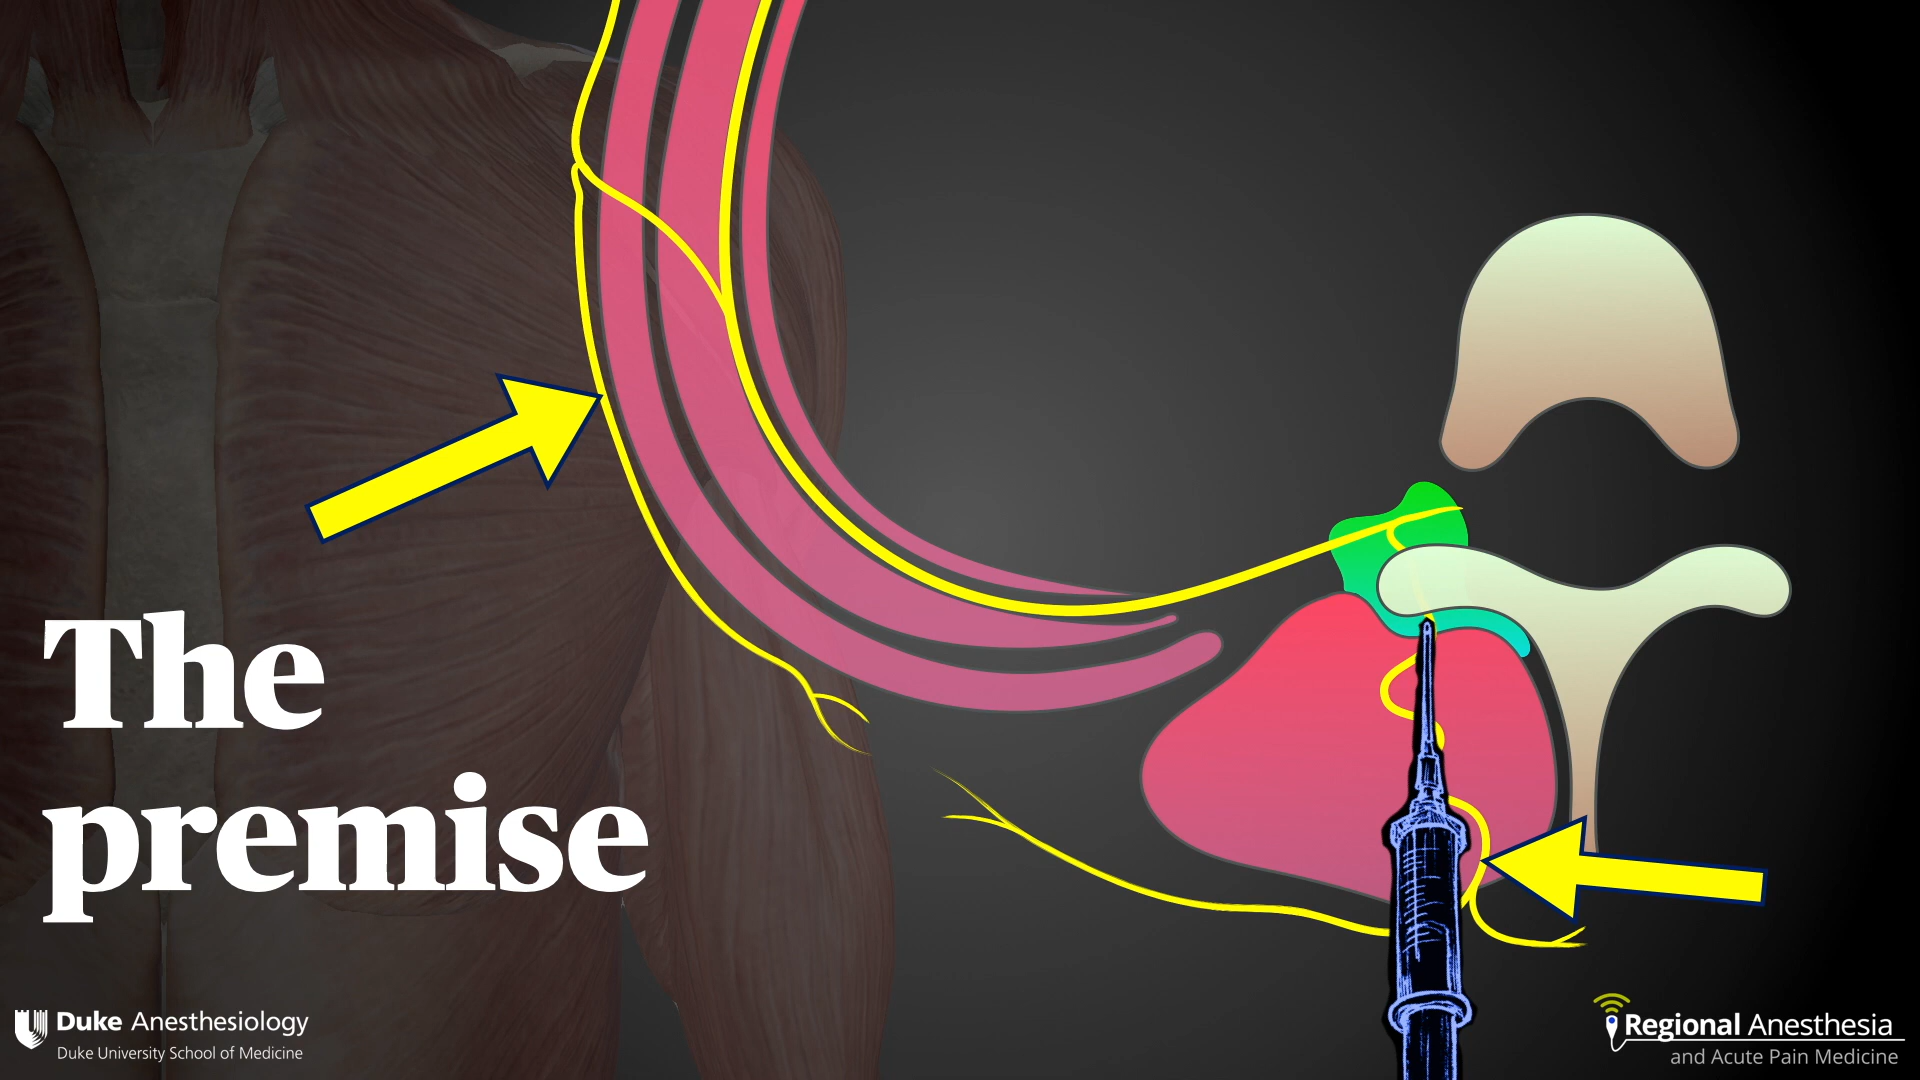 The
premise
Duke Anesthesiology
Duke University School of Medicine
Regional Anesthesia
and Acute Pain Medicine